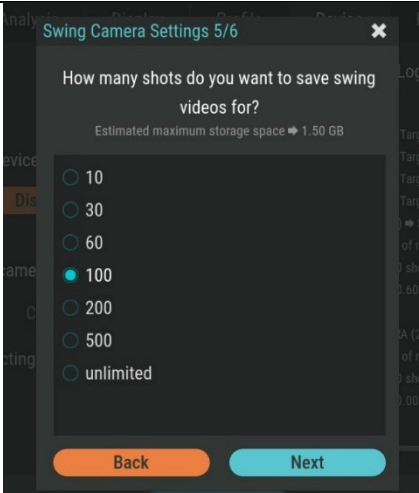 Swing Camera Settings 5/6
✖
How many shots do you want to save swing
videos for?
Estimated maximum storage space ➡ 1.50 GB
10
30
60
100
200
500
unlimited
Back
Next